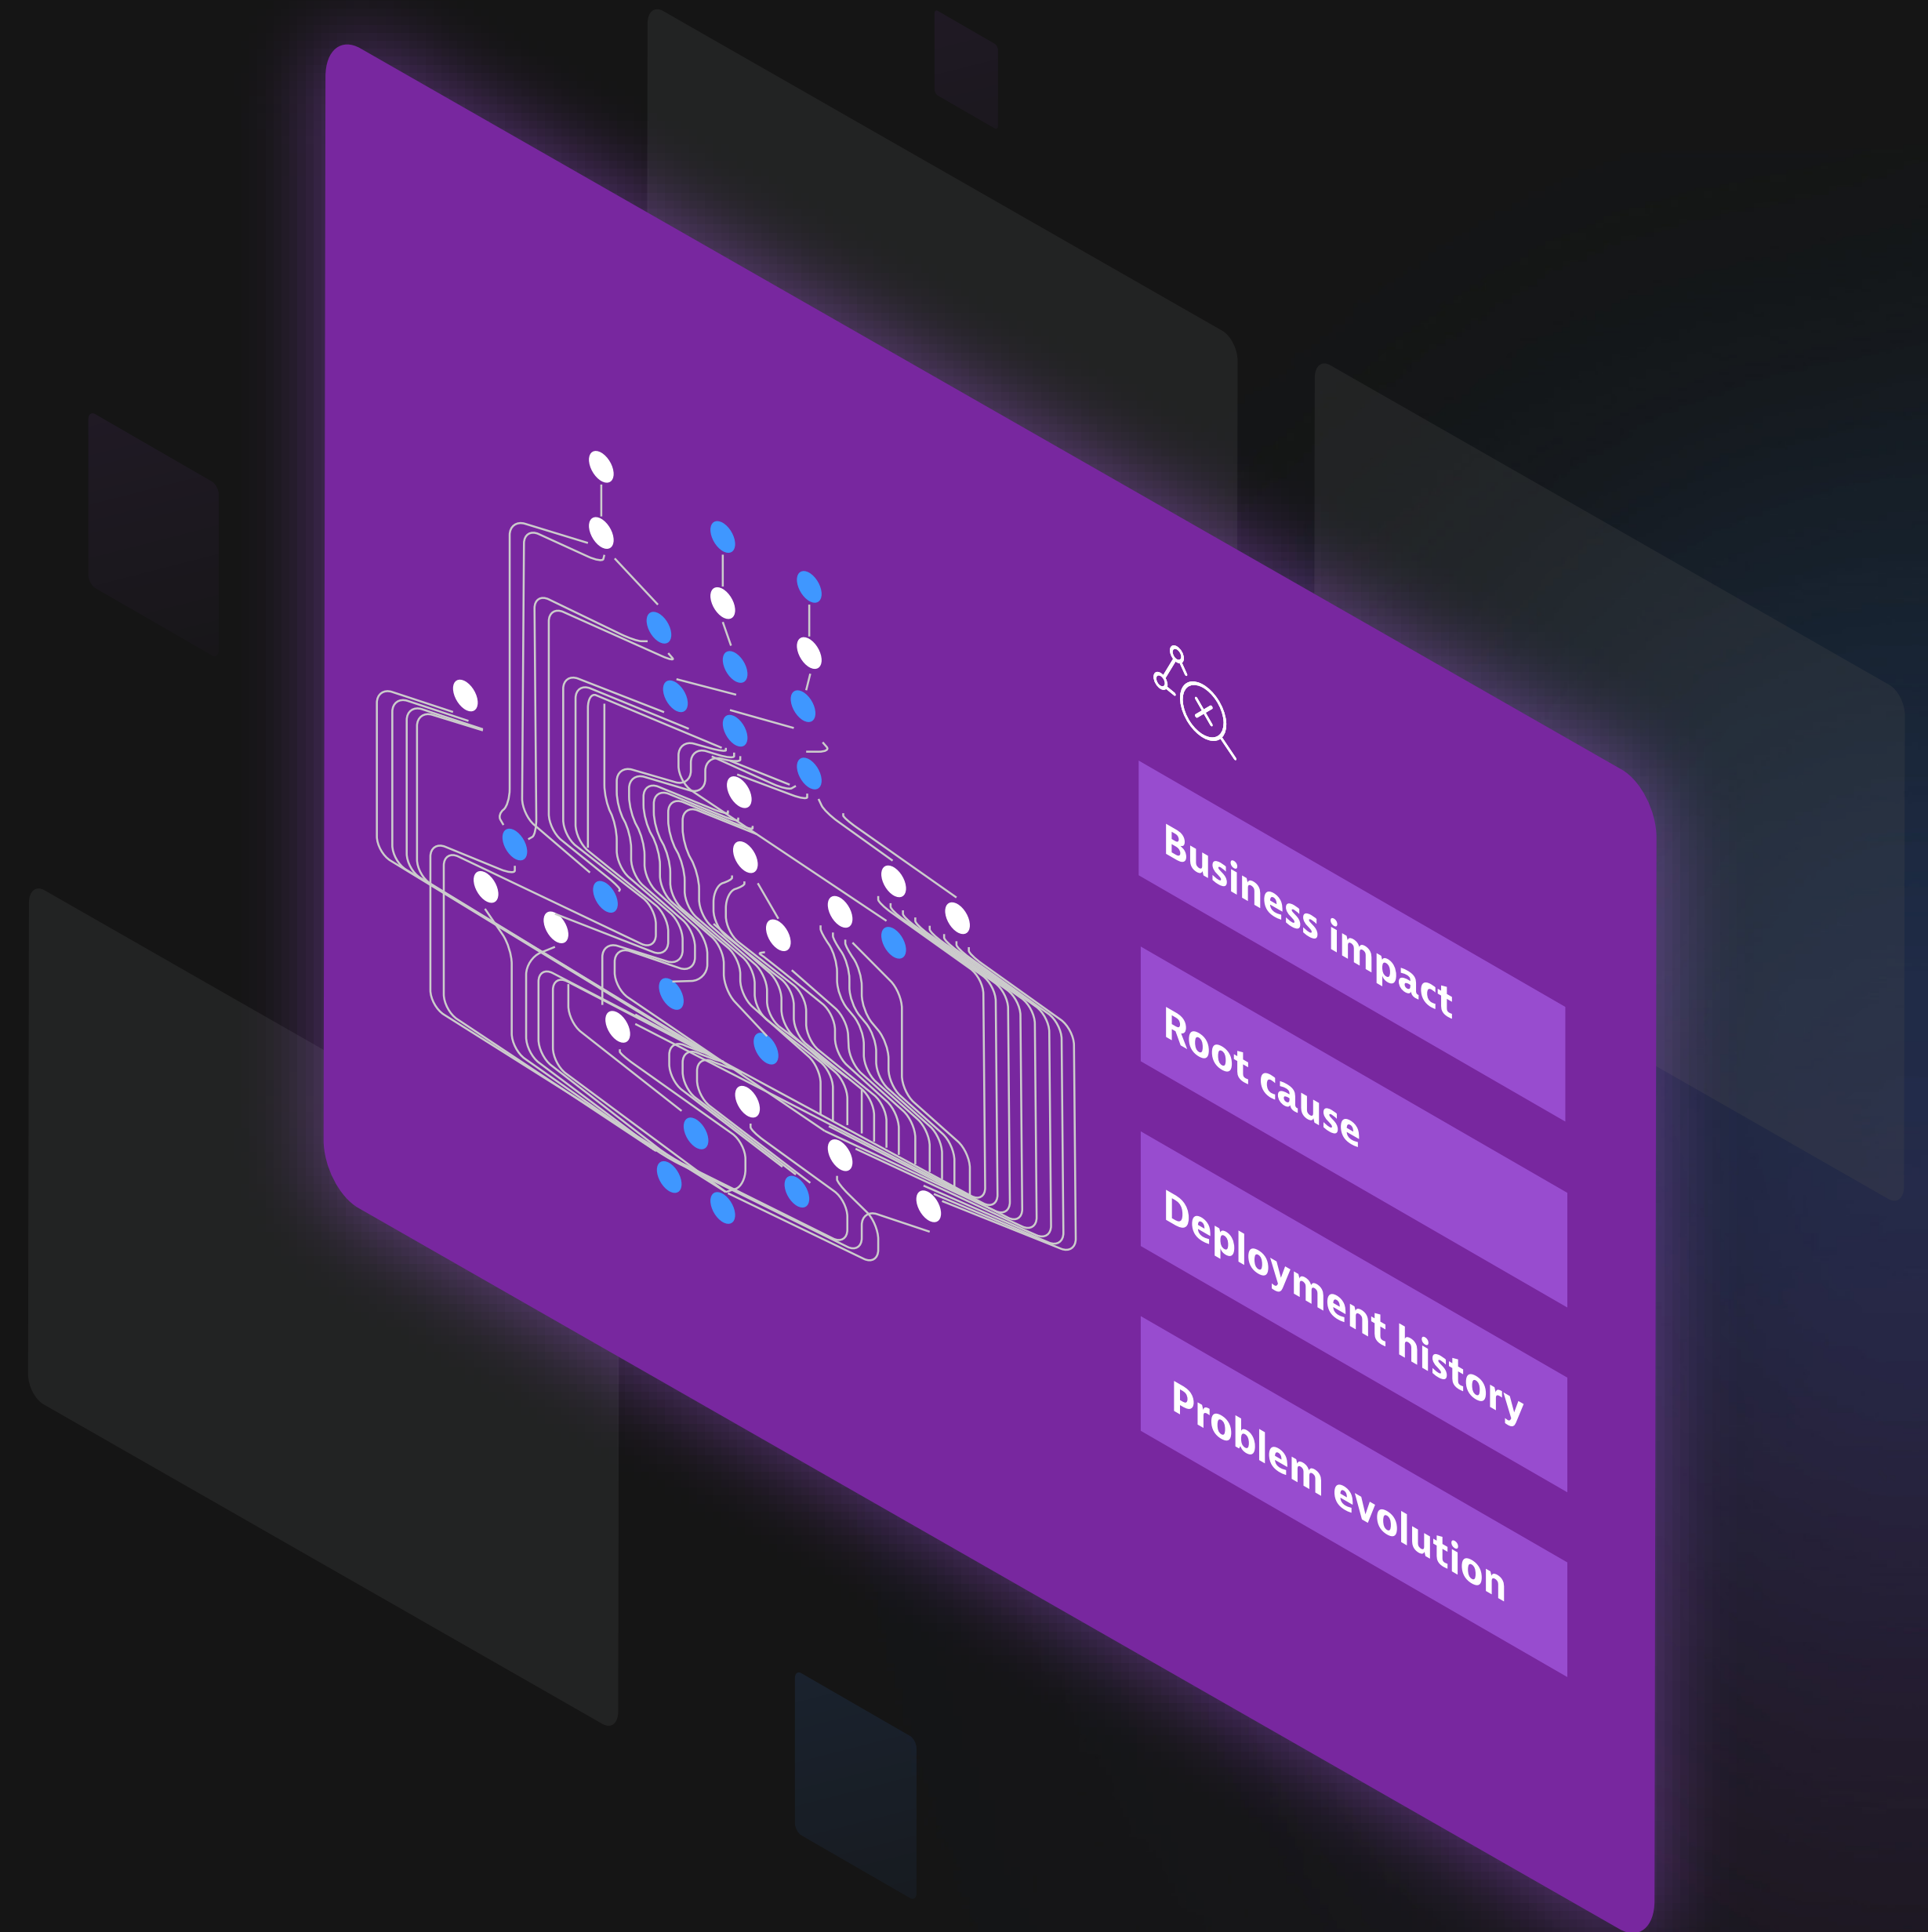 Business impact
Root cause
Deployment history
Problem evolution